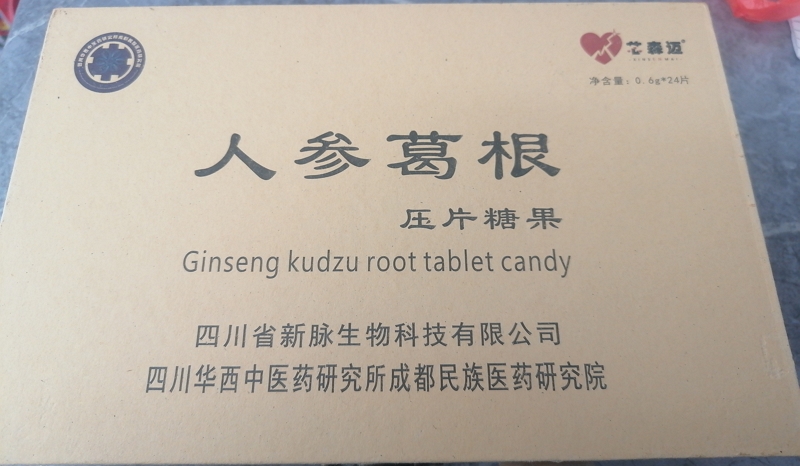 芯森迈
净含量：0.6g*24片
人参葛根
压片糖果
Ginseng kudzu root tablet candy
四川省新脉生物科技有限公司
四川华西中医药研究所成都民族医药研究院